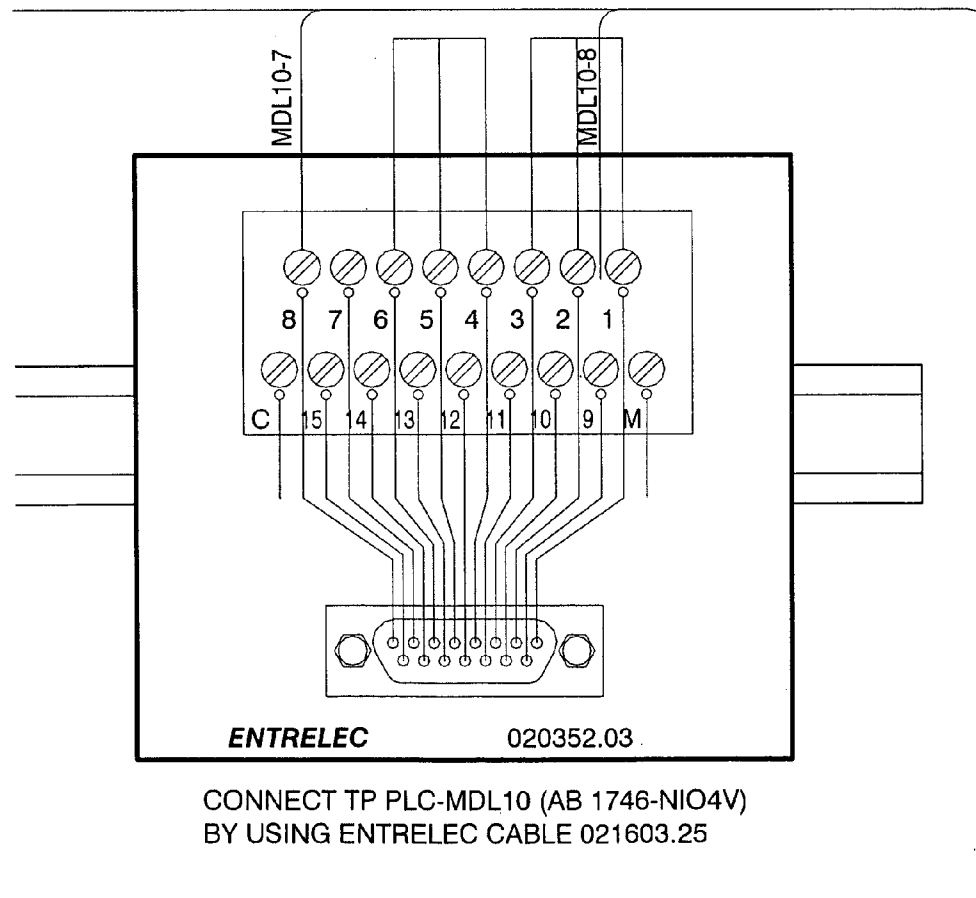 MDL10-7
MDL10-8
8 7 6 5 4 3 2 1
C 15 14 13 12 11 10 9 M
ENTRELEC 020352.03
CONNECT TP PLC-MDL10 (AB 1746-NIO4V)
BY USING ENTRELEC CABLE 021603.25